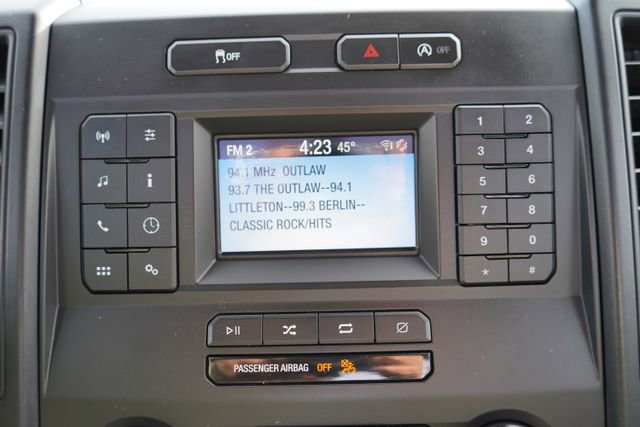 OFF
A OFF
FM 2 4:23 45°
94.1 MHz OUTLAW
93.7 THE OUTLAW--94.1
LITTLETON--99.3 BERLIN--
CLASSIC ROCK/HITS
i
1 2
3 4
5 6
7 8
9 0
* #
PASSENGER AIRBAG OFF